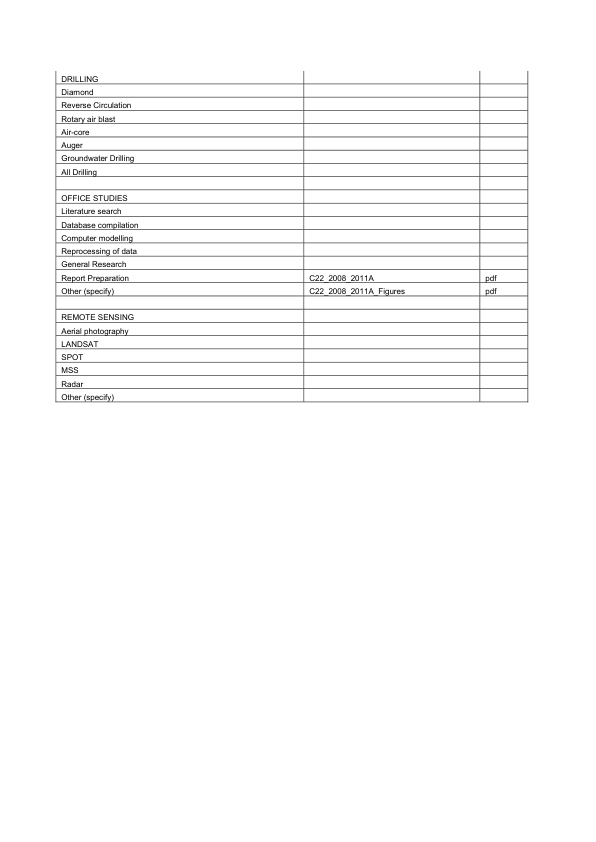 DRILLING
Diamond
Reverse Circulation
Rotary air blast
Air-core
Auger
Groundwater Drilling
All Drilling
OFFICE STUDIES
Literature search
Database compilation
Computer modelling
Reprocessing of data
General Research
Report Preparation C22_2008_2011A pdf
Other (specify) C22_2008_2011A_Figures pdf
REMOTE SENSING
Aerial photography
LANDSAT
SPOT
MSS
Radar
Other (specify)